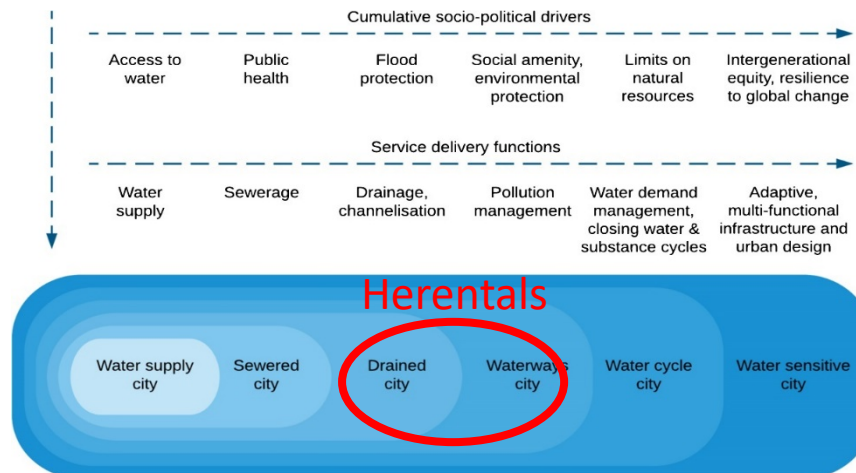 Cumulative socio-political drivers
Access to
water
Public
health
Flood
protection
Social amenity,
environmental
protection
Limits on
natural
resources
Intergenerational
equity, resilience
to global change
Service delivery functions
Water
supply
Sewerage
Drainage,
channelisation
Pollution
management
Water demand
management,
closing water &
substance cycles
Adaptive,
multi-functional
infrastructure and
urban design
Herentals
Water supply
city
Sewered
city
Drained
city
Waterways
city
Water cycle
city
Water sensitive
city